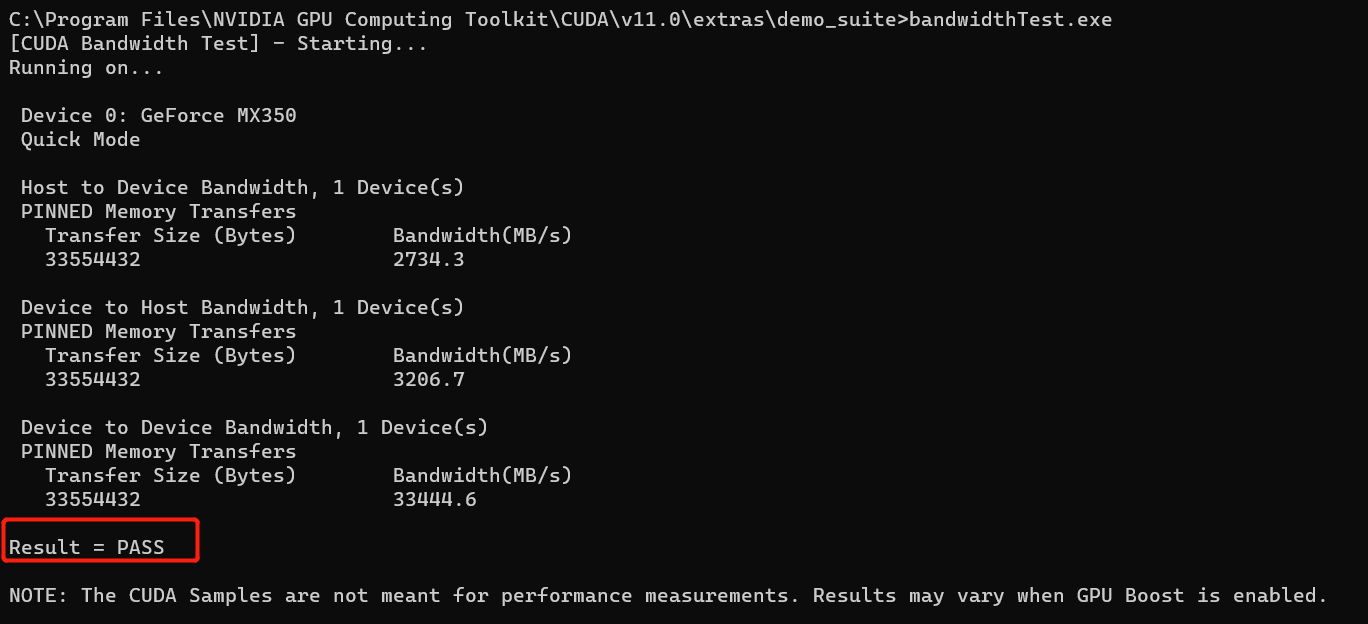 C:\Program Files\NVIDIA GPU Computing Toolkit\CUDA\v11.0\extras\demo_suite>bandwidthTest.exe
[CUDA Bandwidth Test] - Starting...
Running on...
Device 0: GeForce MX350
Quick Mode
Host to Device Bandwidth, 1 Device(s)
PINNED Memory Transfers
Transfer Size (Bytes) Bandwidth(MB/s)
33554432 2734.3
Device to Host Bandwidth, 1 Device(s)
PINNED Memory Transfers
Transfer Size (Bytes) Bandwidth(MB/s)
33554432 3206.7
Device to Device Bandwidth, 1 Device(s)
PINNED Memory Transfers
Transfer Size (Bytes) Bandwidth(MB/s)
33554432 33444.6
Result = PASS
NOTE: The CUDA Samples are not meant for performance measurements. Results may vary when GPU Boost is enabled.